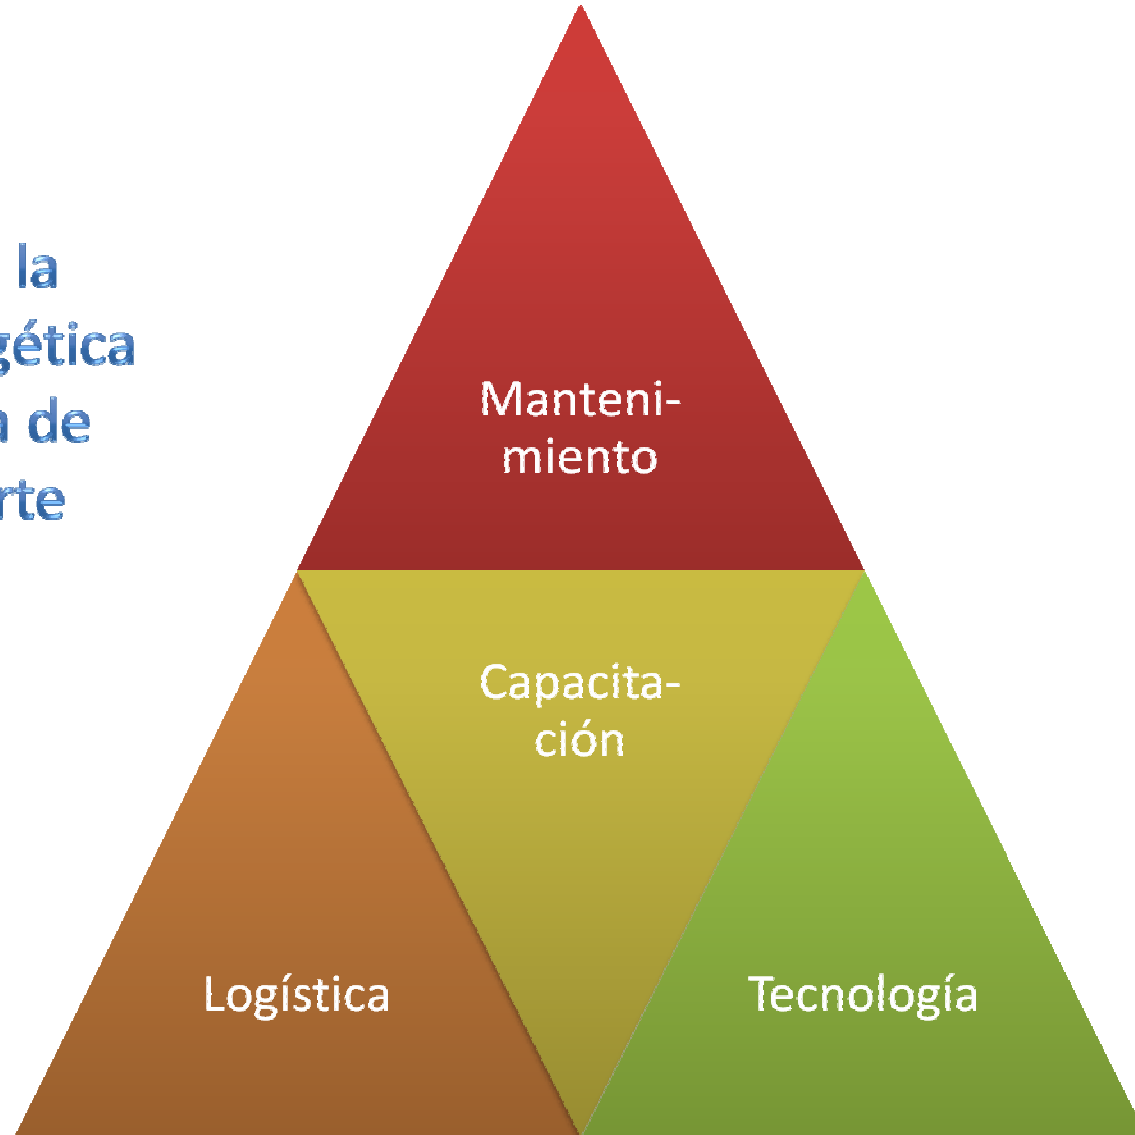 la
gética
de
rte
Manteni-
miento
Capacita-
ción
Logística
Tecnología